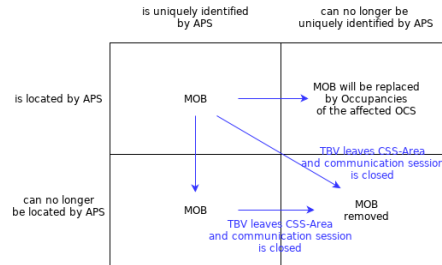 is uniquely identified
by APS
can no longer be
uniquely identified by APS
is located by APS
MOB
MOB will be replaced
by Occupancies
of the affected OCS
TBV leaves CSS-Area
and communication session
is closed
can no longer
be located by APS
MOB
MOB
removed
TBV leaves CSS-Area
and communication session
is closed